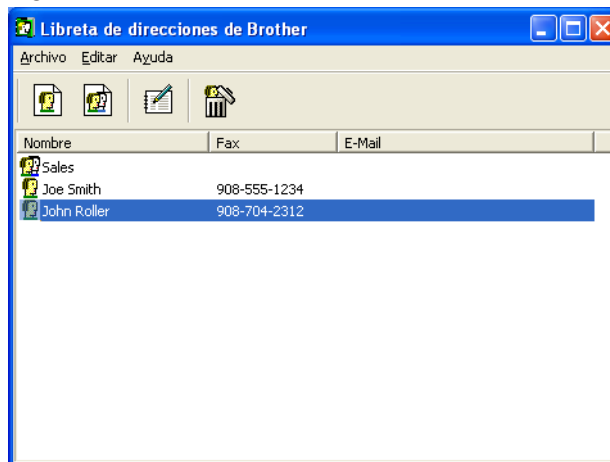 Libreta de direcciones de Brother
Archivo Editar Ayuda
Nombre Fax E-Mail
Sales
Joe Smith 908-555-1234
John Roller 908-704-2312